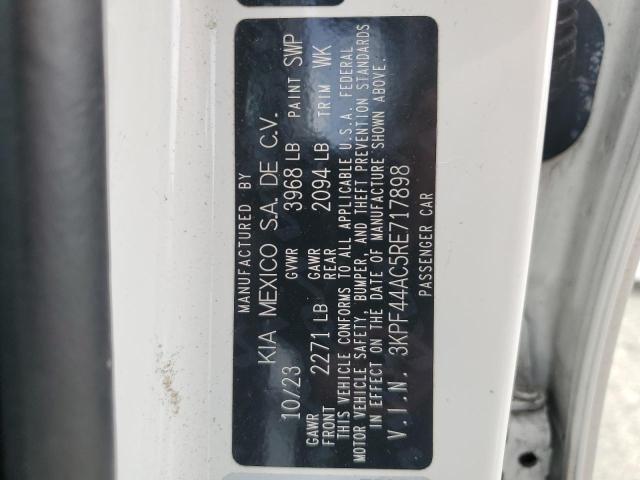 MANUFACTURED BY
KIA MEXICO S.A. DE C.V.
10/23 GVWR 3968 LB PAINT SWP
GAWR FRONT 2271 LB GAWR REAR 2094 LB TRIM WK
THIS VEHICLE CONFORMS TO ALL APPLICABLE U.S.A. FEDERAL
MOTOR VEHICLE SAFETY, BUMPER, AND THEFT PREVENTION STANDARDS
IN EFFECT ON THE DATE OF MANUFACTURE SHOWN ABOVE.
V.I.N. 3KPF44AC5RE717898
PASSENGER CAR